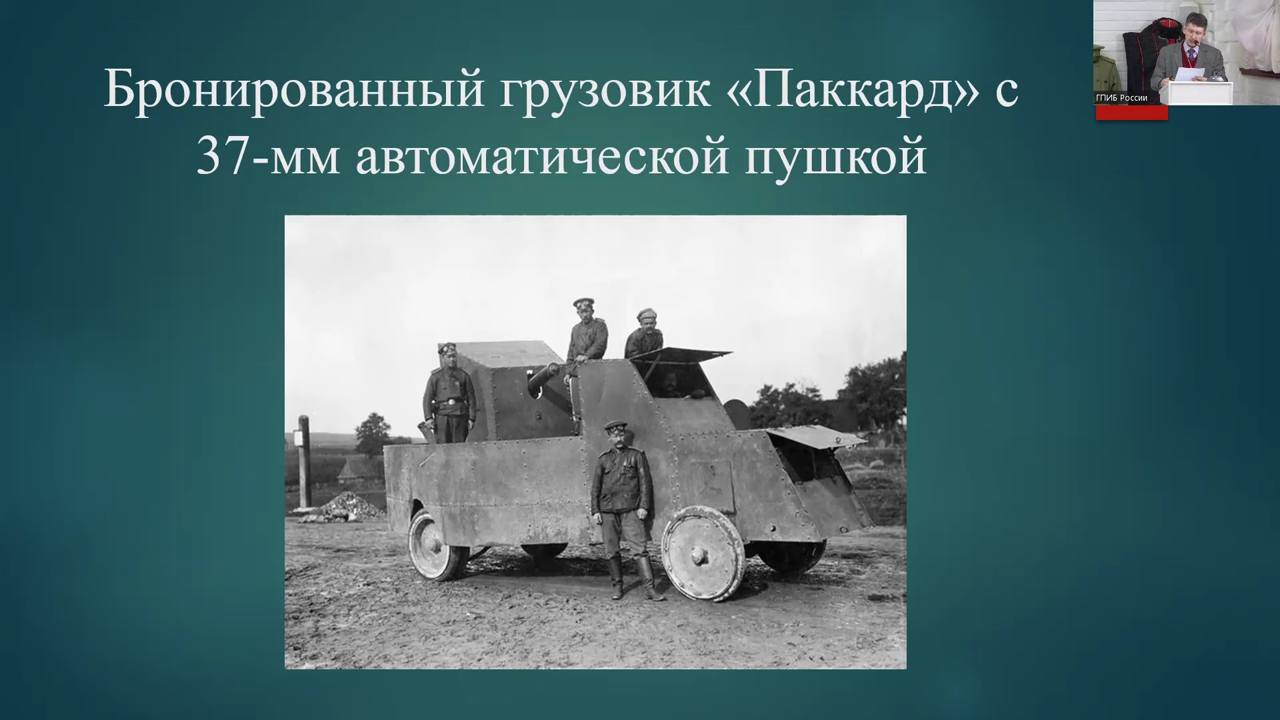 Бронированный грузовик «Паккард» с
37-мм автоматической пушкой
ГПИБ России